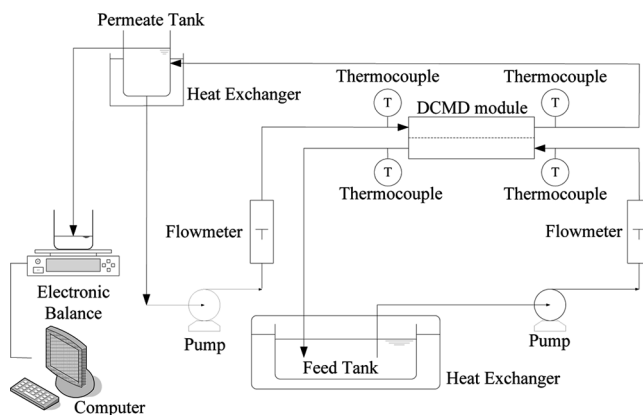 Permeate Tank
Heat Exchanger
Thermocouple
Thermocouple
T
DCMD module
T
T
T
Thermocouple
Thermocouple
Flowmeter
Flowmeter
Electronic
Balance
Pump
Feed Tank
Pump
Heat Exchanger
Computer